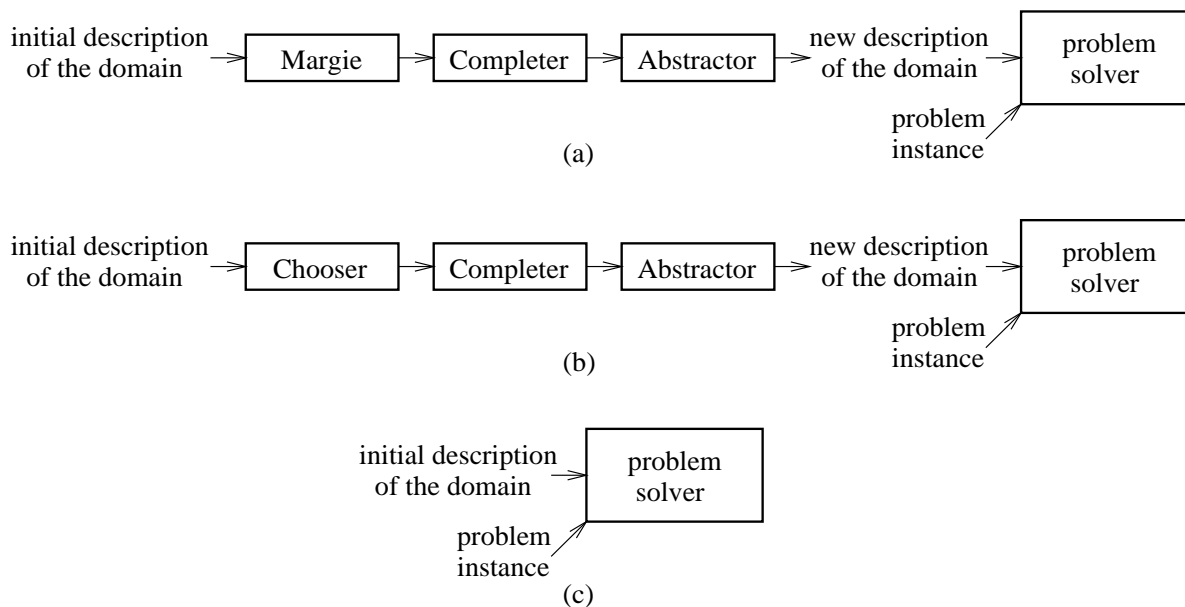 initial description
of the domain
Margie
Completer
Abstractor
new description
of the domain
problem
solver
problem
instance
(a)
initial description
of the domain
Chooser
Completer
Abstractor
new description
of the domain
problem
solver
problem
instance
(b)
initial description
of the domain
problem
solver
problem
instance
(c)